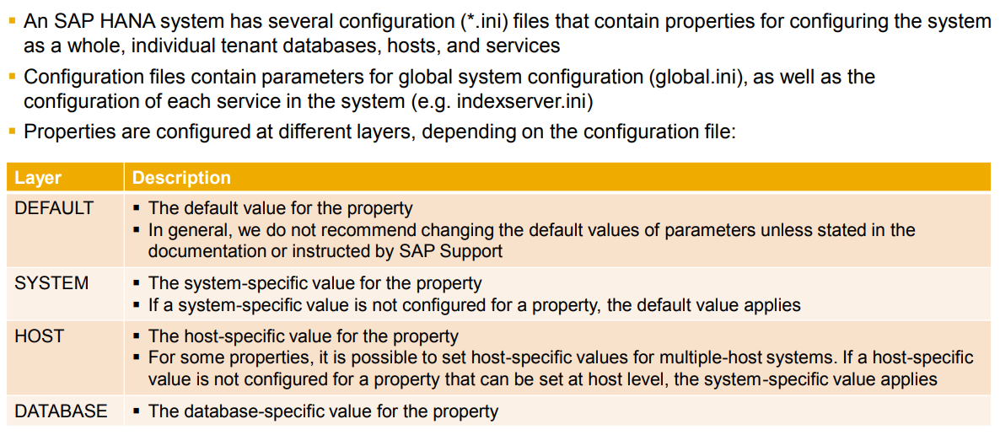 ▪ An SAP HANA system has several configuration (*.ini) files that contain properties for configuring the system
as a whole, individual tenant databases, hosts, and services
▪ Configuration files contain parameters for global system configuration (global.ini), as well as the
configuration of each service in the system (e.g. indexserver.ini)
▪ Properties are configured at different layers, depending on the configuration file:
Layer Description
DEFAULT ▪ The default value for the property
▪ In general, we do not recommend changing the default values of parameters unless stated in the
documentation or instructed by SAP Support
SYSTEM ▪ The system-specific value for the property
▪ If a system-specific value is not configured for a property, the default value applies
HOST ▪ The host-specific value for the property
▪ For some properties, it is possible to set host-specific values for multiple-host systems. If a host-specific
value is not configured for a property that can be set at host level, the system-specific value applies
DATABASE ▪ The database-specific value for the property